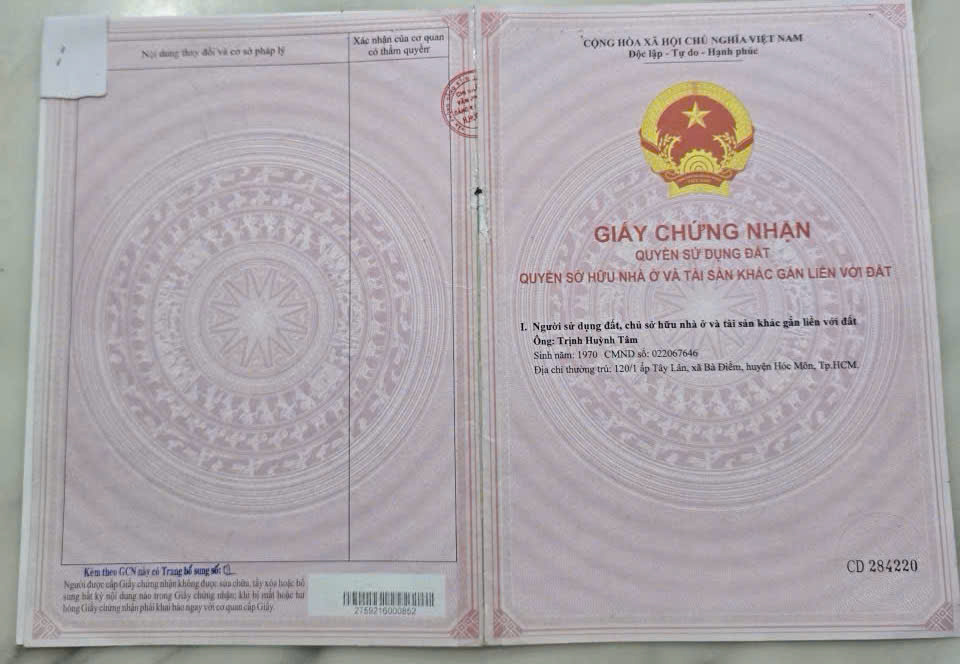 Nội dung thay đổi và cơ sở pháp lý
Xác nhận của cơ quan
có thẩm quyền
Kèm theo GCN này có Trang bổ sung số:
Người được cấp Giấy chứng nhận không được sửa chữa, tẩy xóa hoặc bổ
sung bất kỳ nội dung nào trong Giấy chứng nhận; khi bị mất hoặc hư
hỏng Giấy chứng nhận phải khai báo ngay với cơ quan cấp Giấy.
2759216000862
CỘNG HÒA XÃ HỘI CHỦ NGHĨA VIỆT NAM
Độc lập - Tự do - Hạnh phúc
GIẤY CHỨNG NHẬN
QUYỀN SỬ DỤNG ĐẤT
QUYỀN SỞ HỮU NHÀ Ở VÀ TÀI SẢN KHÁC GẮN LIỀN VỚI ĐẤT
I. Người sử dụng đất, chủ sở hữu nhà ở và tài sản khác gắn liền với đất
Ông: Trịnh Huỳnh Tâm
Sinh năm: 1970 CMND số: 022067646
Địa chỉ thường trú: 120/1 ấp Tây Lân, xã Bà Điểm, huyện Hóc Môn, Tp.HCM.
CD 284220